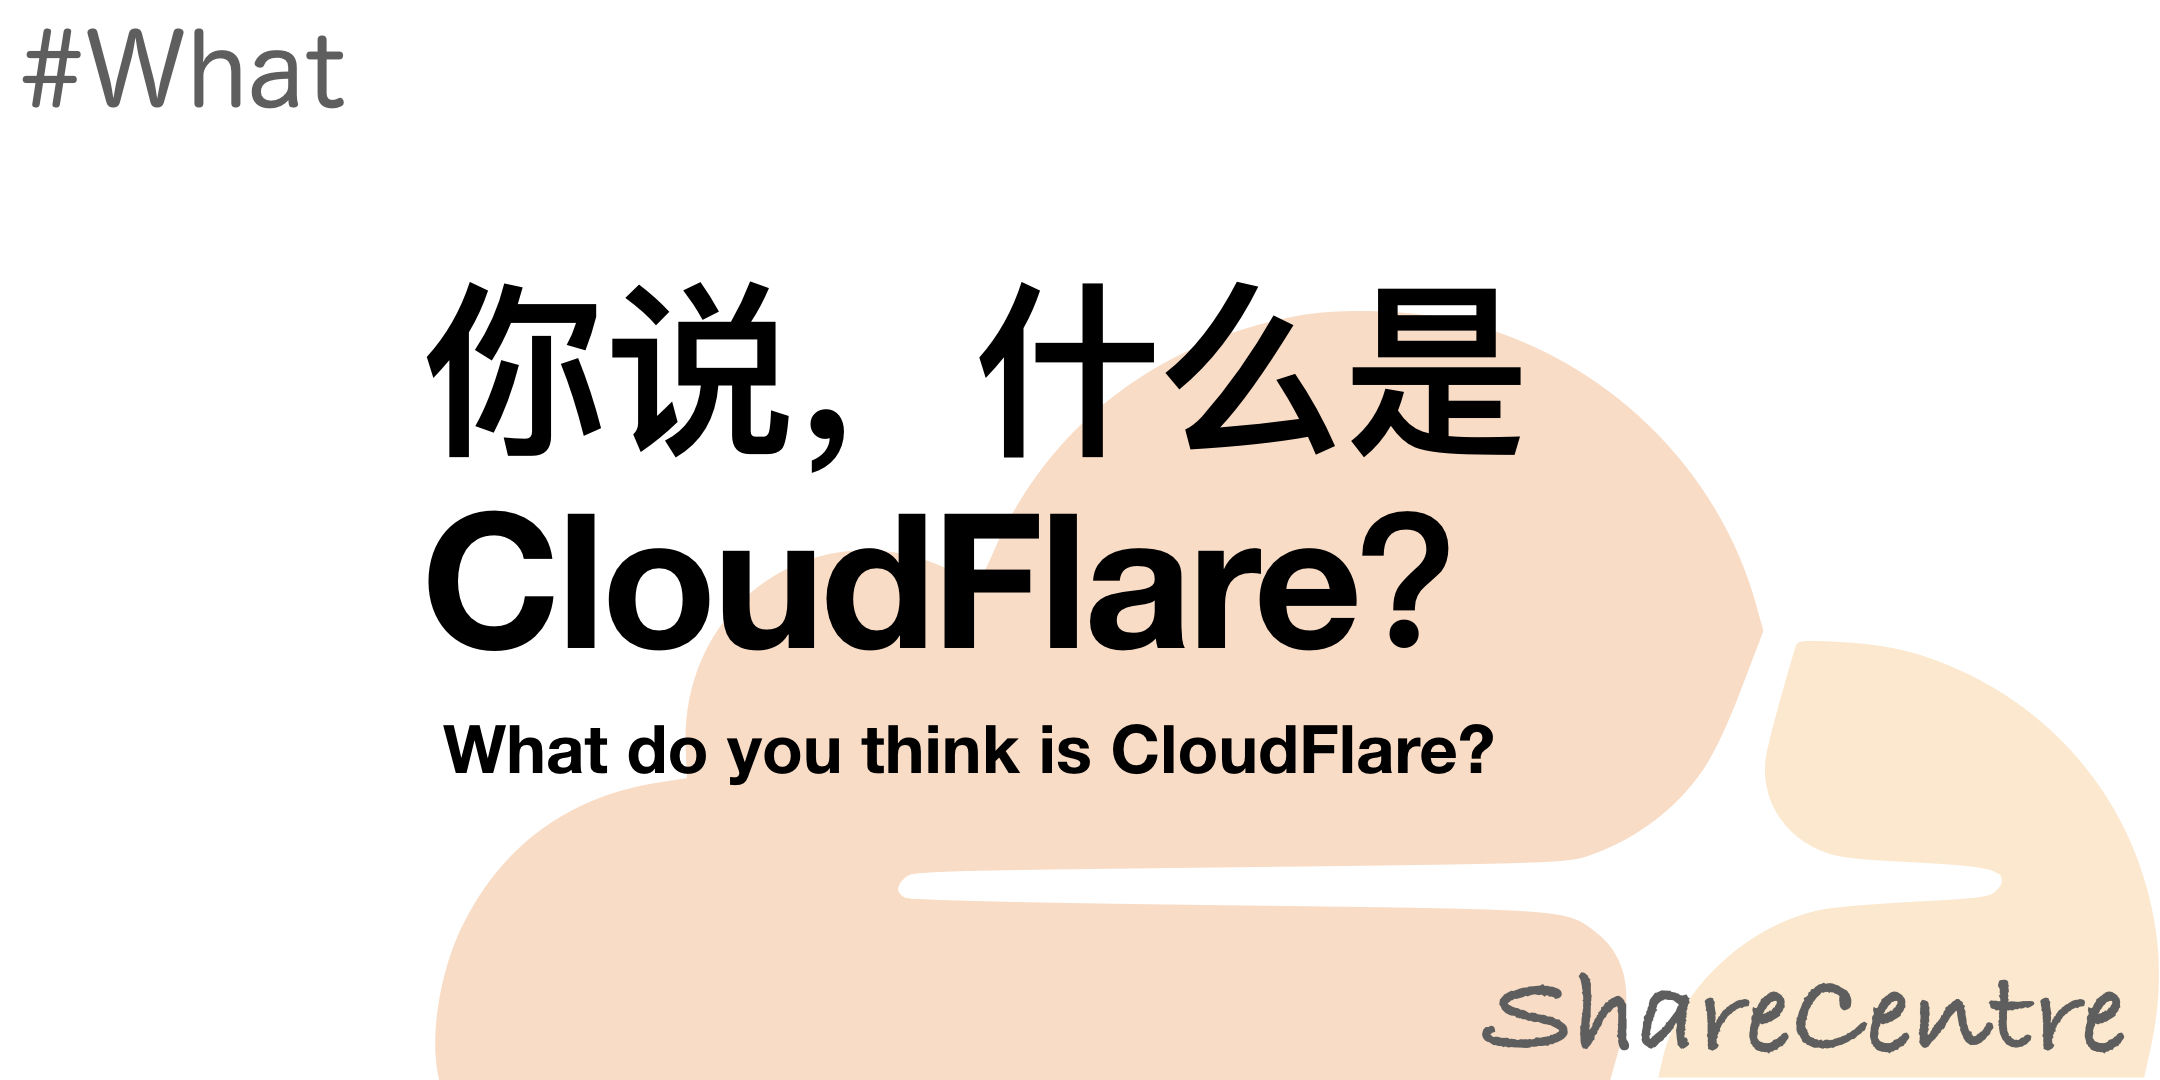 #What
你说，什么是
CloudFlare？
What do you think is CloudFlare?
ShareCentre